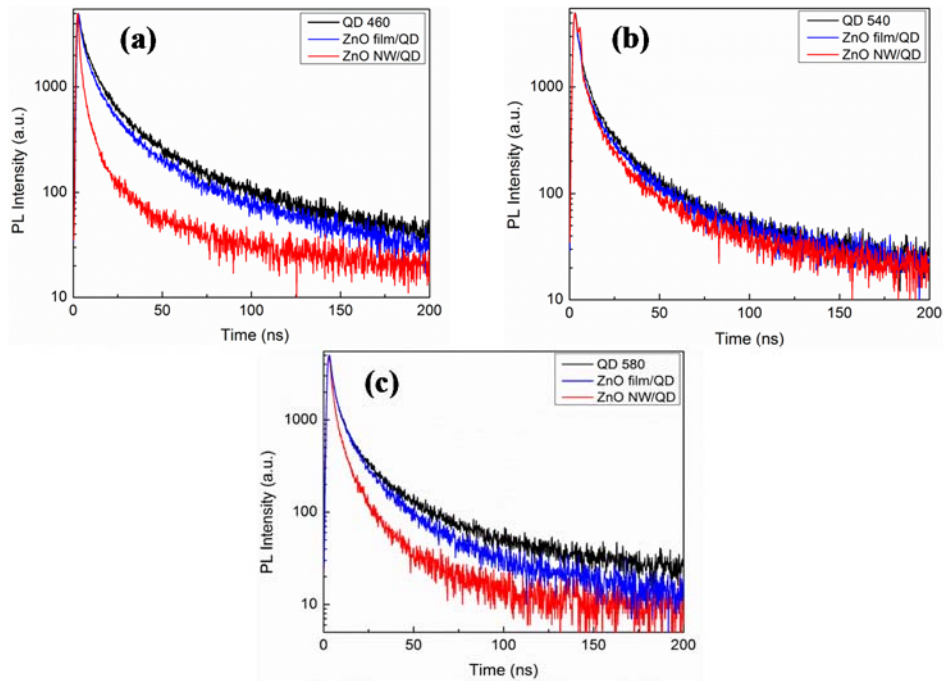 (a)
QD 460
ZnO film/QD
ZnO NW/QD
PL Intensity (a.u.)
1000
100
10
0 50 100 150 200
Time (ns)
(b)
QD 540
ZnO film/QD
ZnO NW/QD
PL Intensity (a.u.)
1000
100
10
0 50 100 150 200
Time (ns)
(c)
QD 580
ZnO film/QD
ZnO NW/QD
PL Intensity (a.u.)
1000
100
10
0 50 100 150 200
Time (ns)